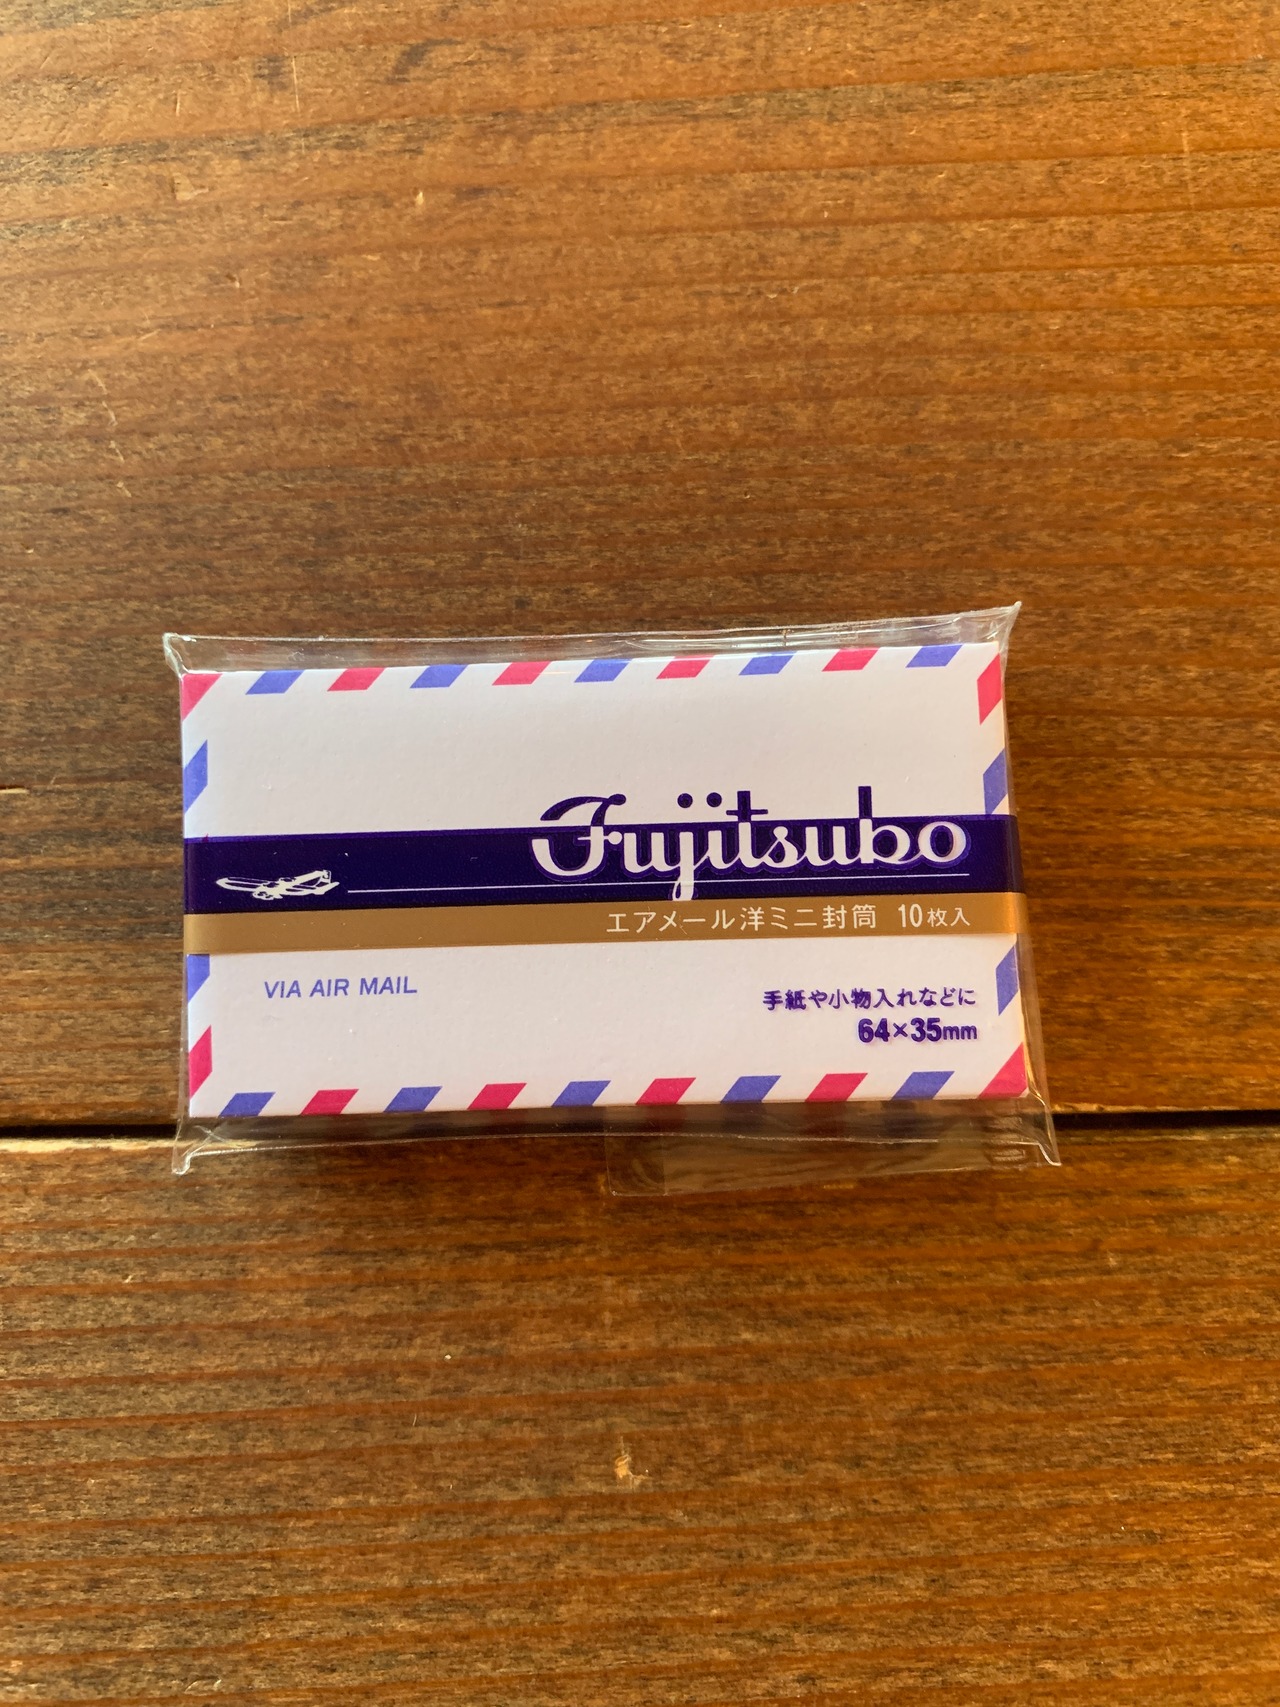 Fujitsubo
エアメール洋ミニ封筒 10枚入
VIA AIR MAIL
手紙や小物入れなどに
64×35mm